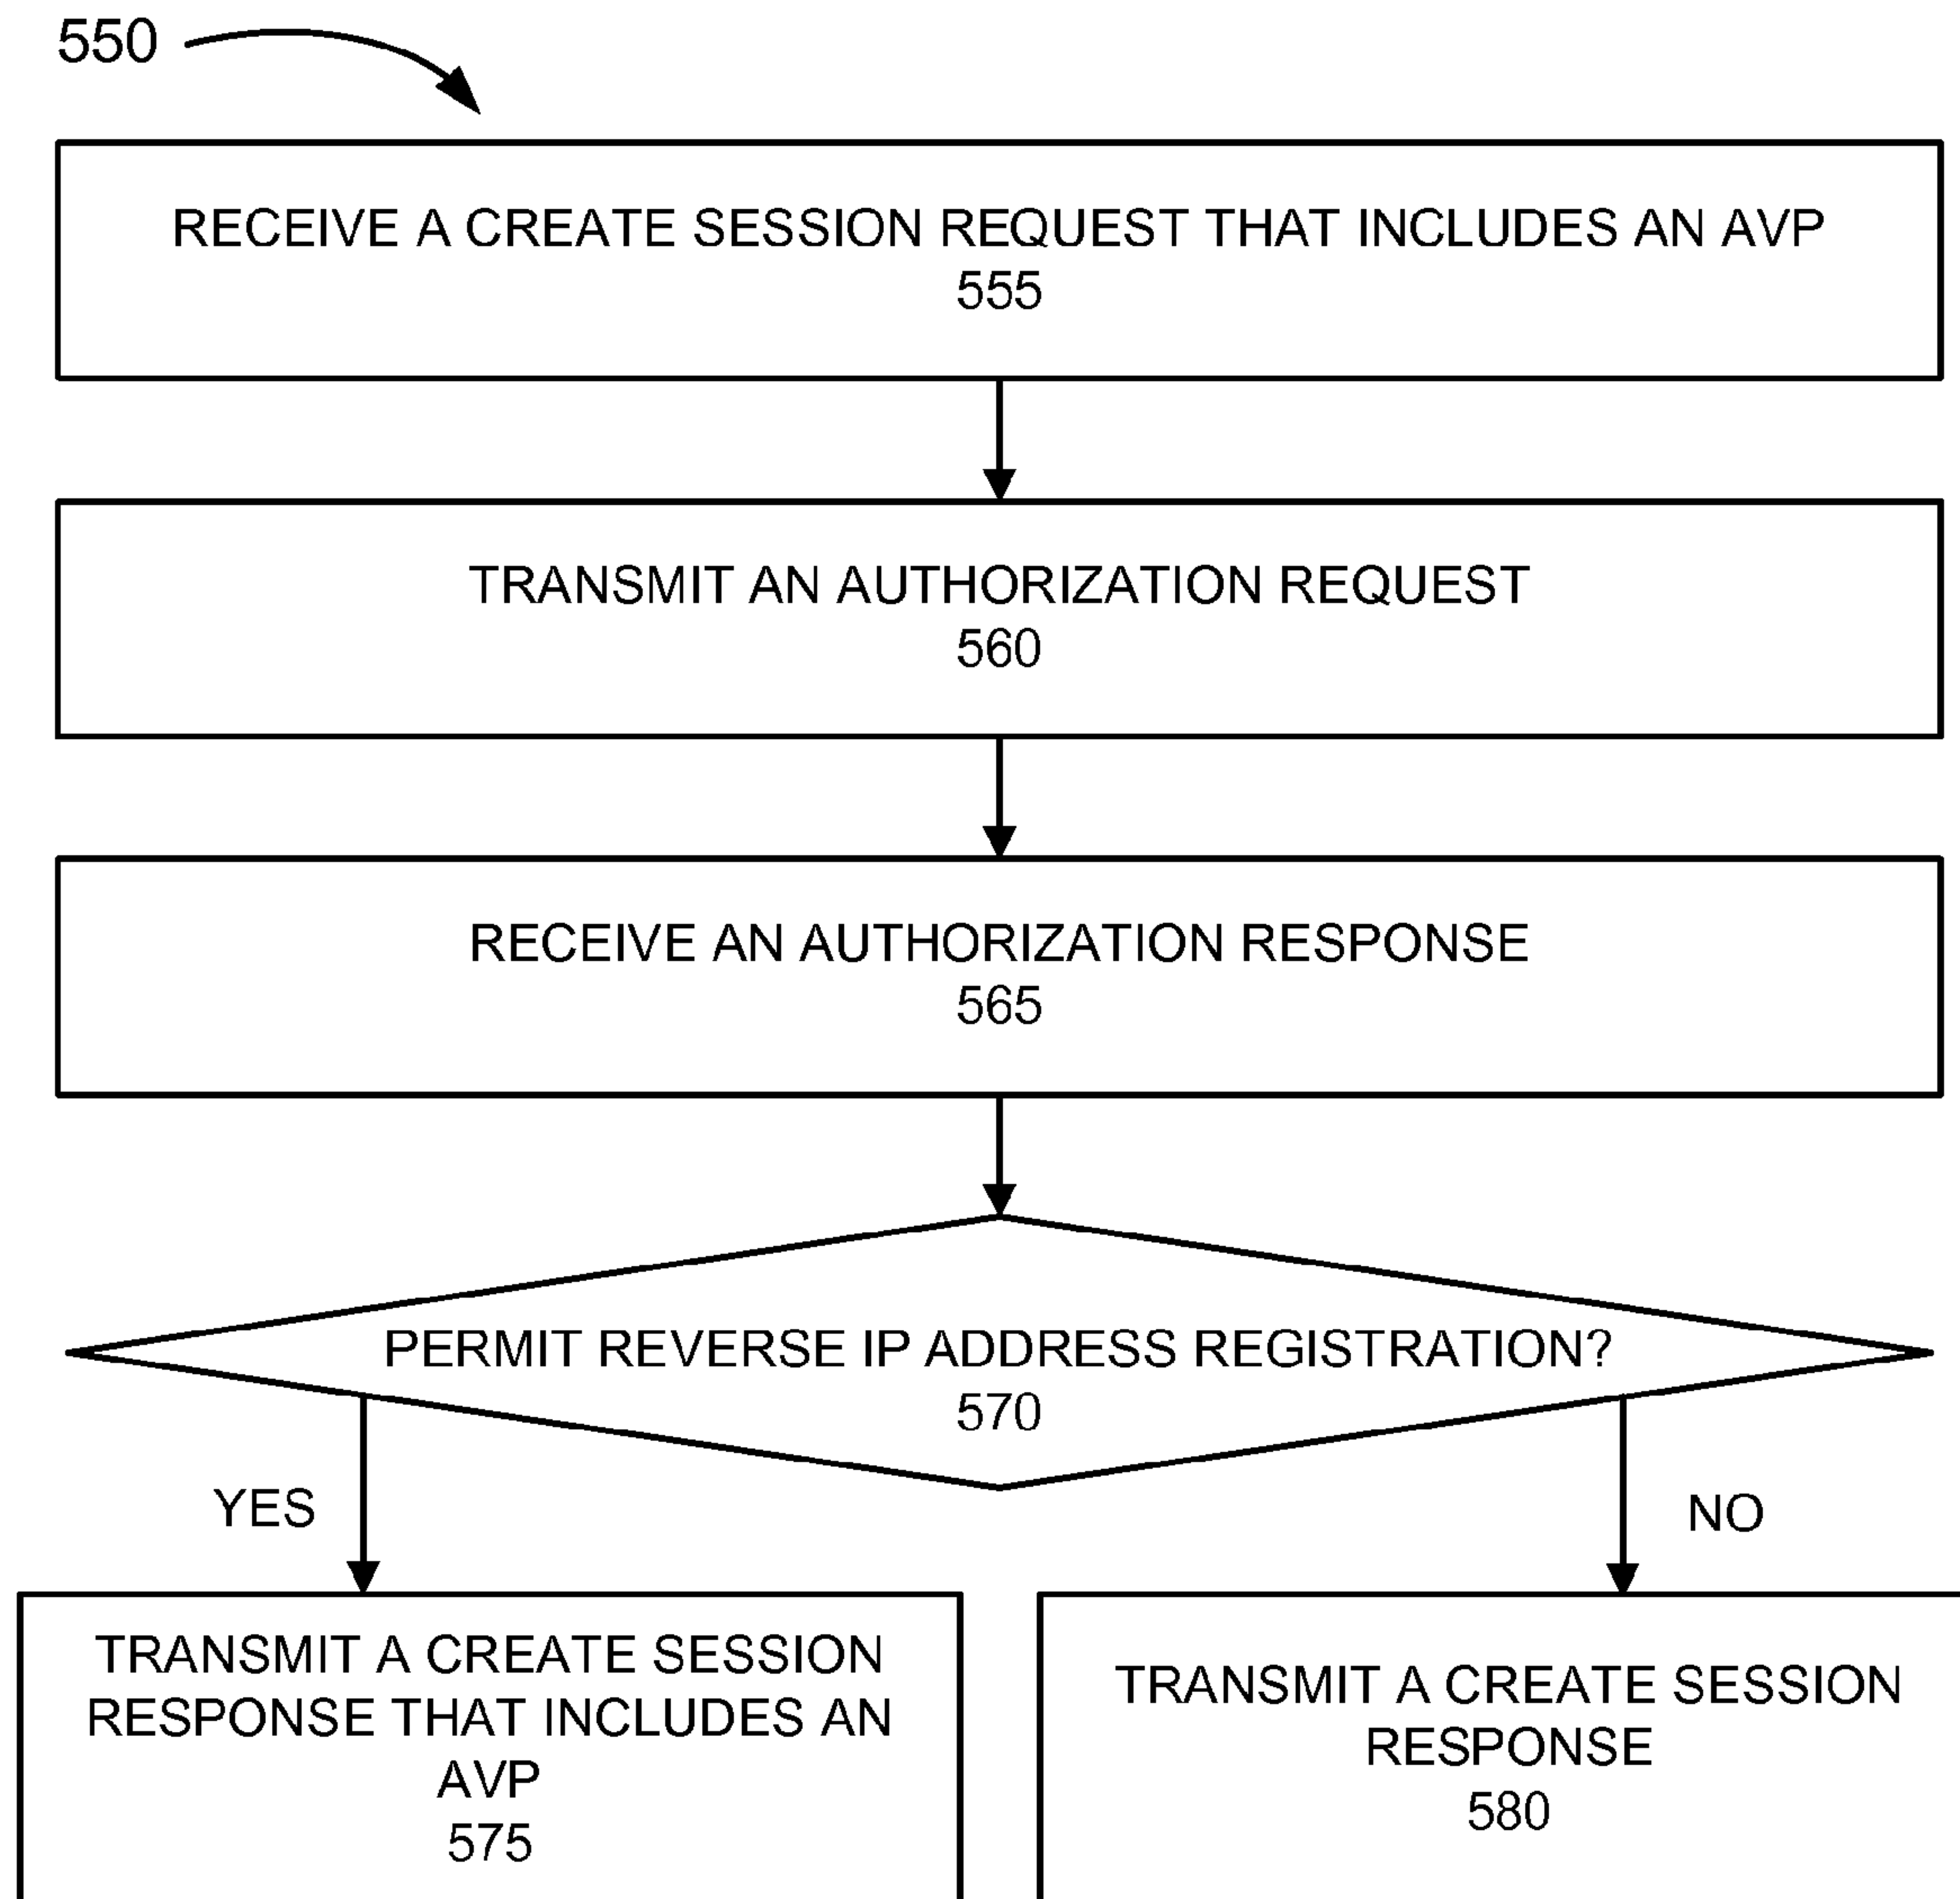 550
RECEIVE A CREATE SESSION REQUEST THAT INCLUDES AN AVP
555
TRANSMIT AN AUTHORIZATION REQUEST
560
RECEIVE AN AUTHORIZATION RESPONSE
565
PERMIT REVERSE IP ADDRESS REGISTRATION?
570
YES
NO
TRANSMIT A CREATE SESSION
RESPONSE THAT INCLUDES AN
AVP
575
TRANSMIT A CREATE SESSION
RESPONSE
580